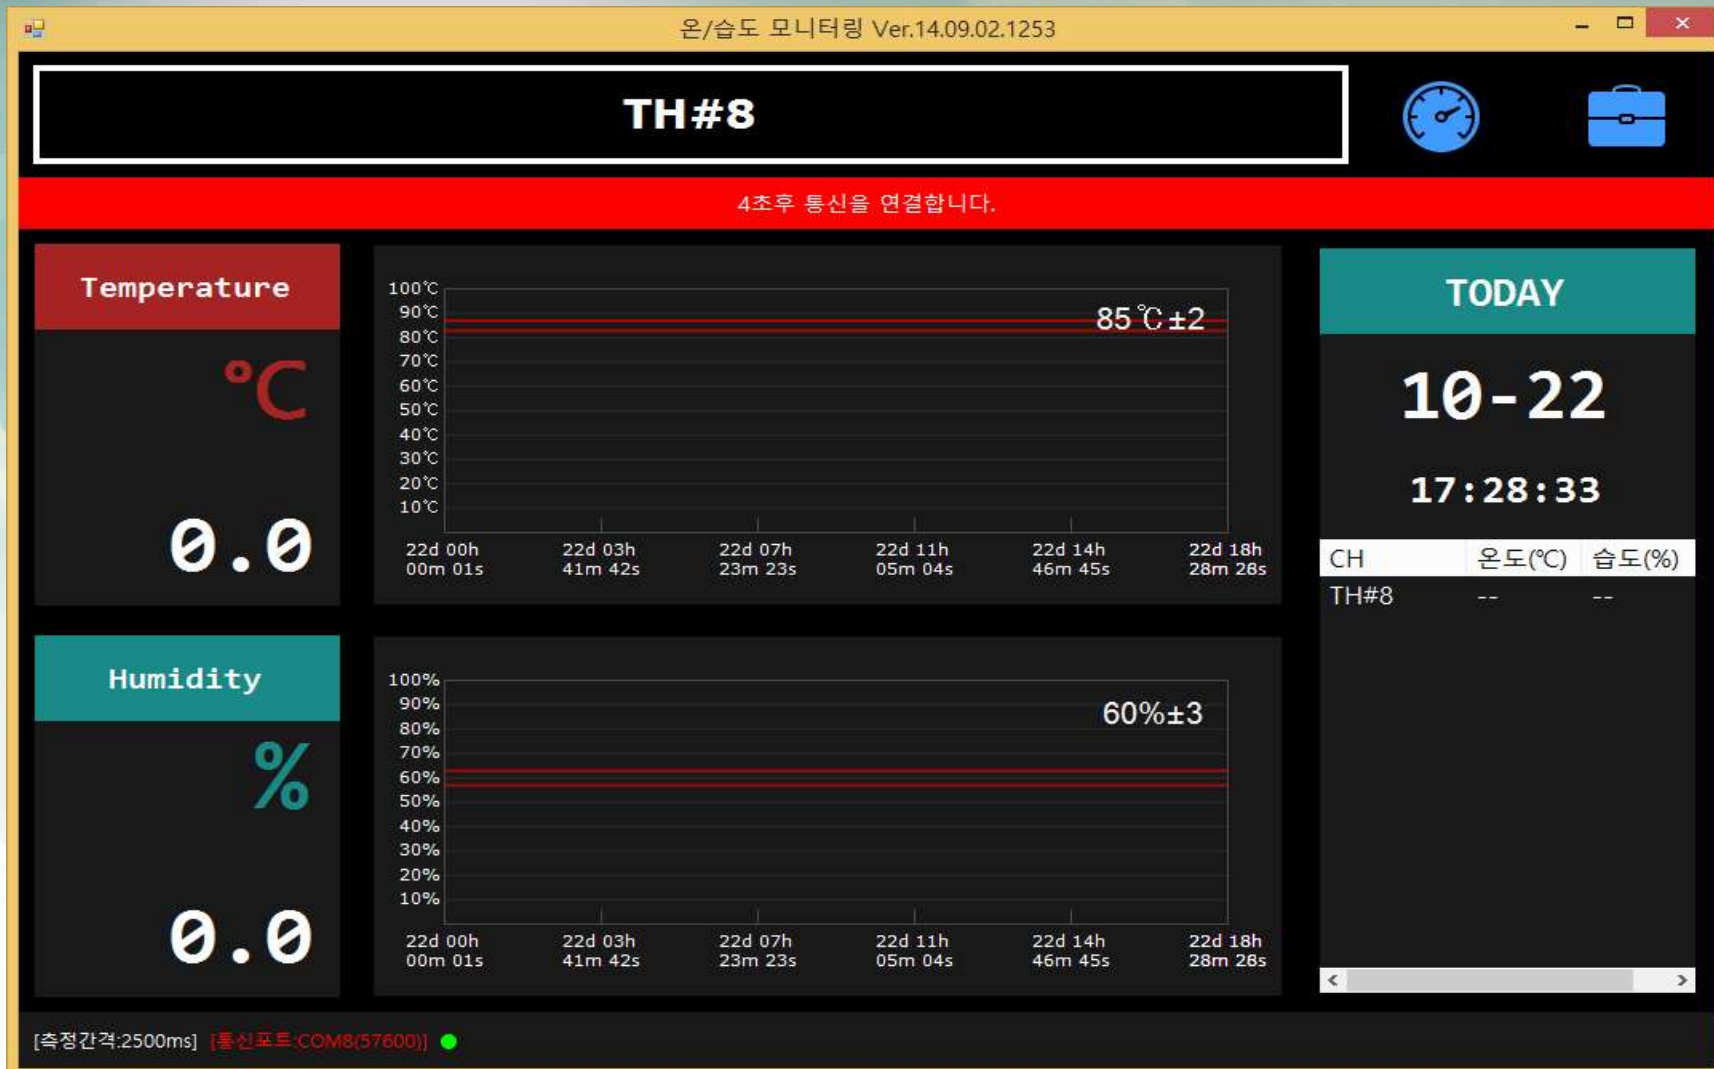 온/습도 모니터링 Ver.14.09.02.1253
TH#8
4초후 통신을 연결합니다.
Temperature
℃
0.0
100℃
90℃
80℃
70℃
60℃
50℃
40℃
30℃
20℃
10℃
85℃±2
22d 00h 22d 03h 22d 07h 22d 11h 22d 14h 22d 18h
00m 01s 41m 42s 23m 23s 05m 04s 46m 45s 28m 26s
TODAY
10-22
17:28:33
CH 온도(℃) 습도(%)
TH#8 -- --
Humidity
%
0.0
100%
90%
80%
70%
60%
50%
40%
30%
20%
10%
60%±3
22d 00h 22d 03h 22d 07h 22d 11h 22d 14h 22d 18h
00m 01s 41m 42s 23m 23s 05m 04s 46m 45s 28m 26s
[측정간격:2500ms] [통신포트:COM8(57600)]